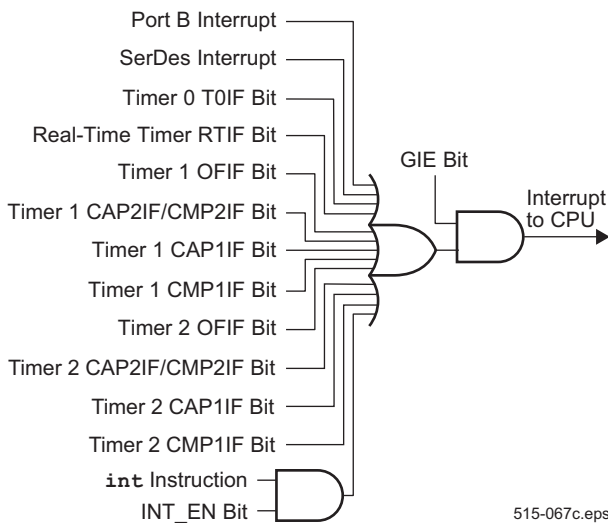 Port B Interrupt
SerDes Interrupt
Timer 0 T0IF Bit
Real-Time Timer RTIF Bit
Timer 1 OFIF Bit
Timer 1 CAP2IF/CMP2IF Bit
Timer 1 CAP1IF Bit
Timer 1 CMP1IF Bit
Timer 2 OFIF Bit
Timer 2 CAP2IF/CMP2IF Bit
Timer 2 CAP1IF Bit
Timer 2 CMP1IF Bit
int Instruction
INT_EN Bit
GIE Bit
Interrupt
to CPU
515-067c.eps